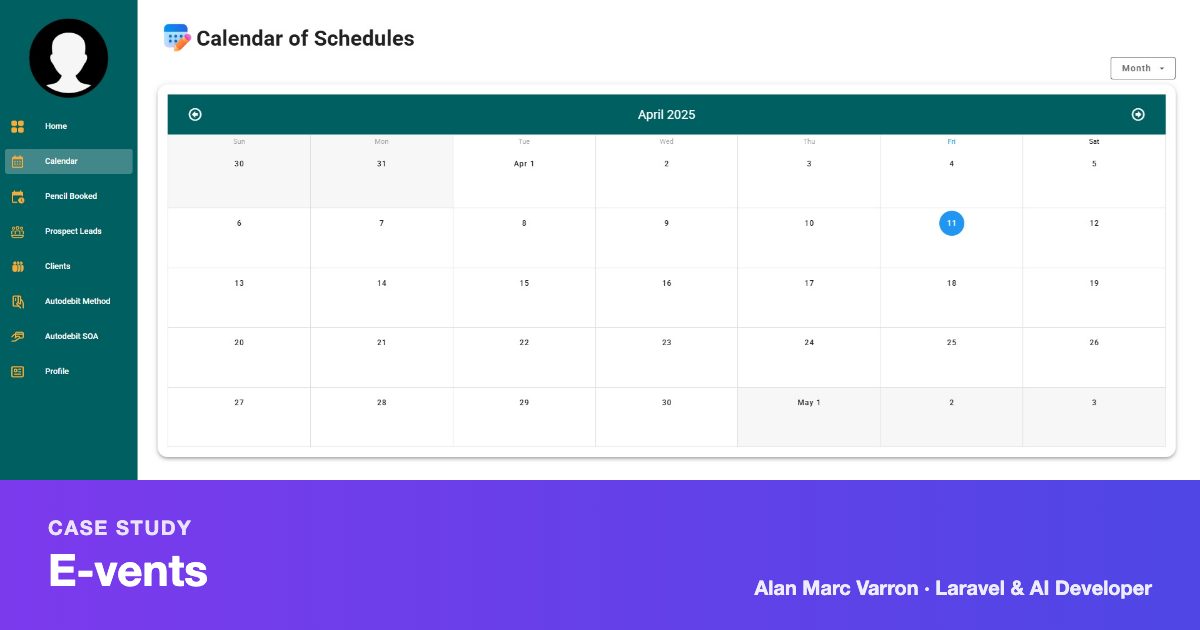 Calendar of Schedules
Month
Home
Calendar
Pencil Booked
Prospect Leads
Clients
Autodebit Method
Autodebit SOA
Profile
April 2025
Sun Mon Tue Wed Thu Fri Sat
30 31 Apr 1 2 3 4 5
6 7 8 9 10 11 12
13 14 15 16 17 18 19
20 21 22 23 24 25 26
27 28 29 30 May 1 2 3
CASE STUDY
E-vents
Alan Marc Varron · Laravel & AI Developer